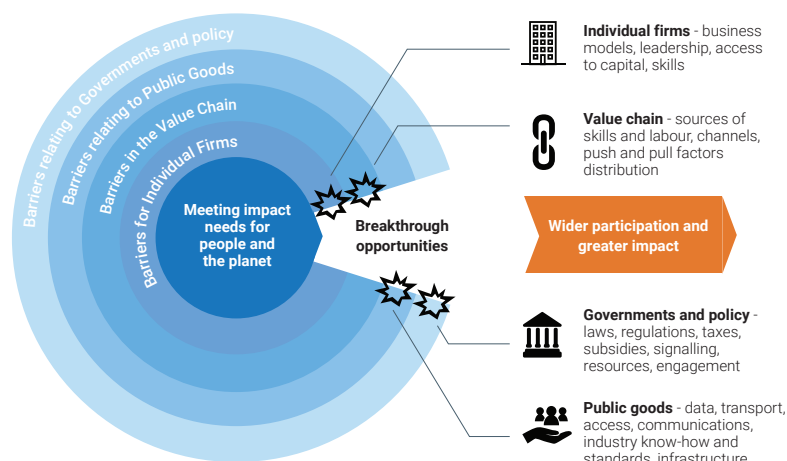 Barriers relating to Governments and policy
Barriers relating to Public Goods
Barriers in the Value Chain
Barriers for Individual Firms
Meeting impact
needs for
people and
the planet
Breakthrough
opportunities
Individual firms - business
models, leadership, access
to capital, skills
Value chain - sources of
skills and labour, channels,
push and pull factors
distribution
Wider participation and
greater impact
Governments and policy -
laws, regulations, taxes,
subsidies, signalling,
resources, engagement
Public goods - data, transport,
access, communications,
industry know-how and
standards, infrastructure